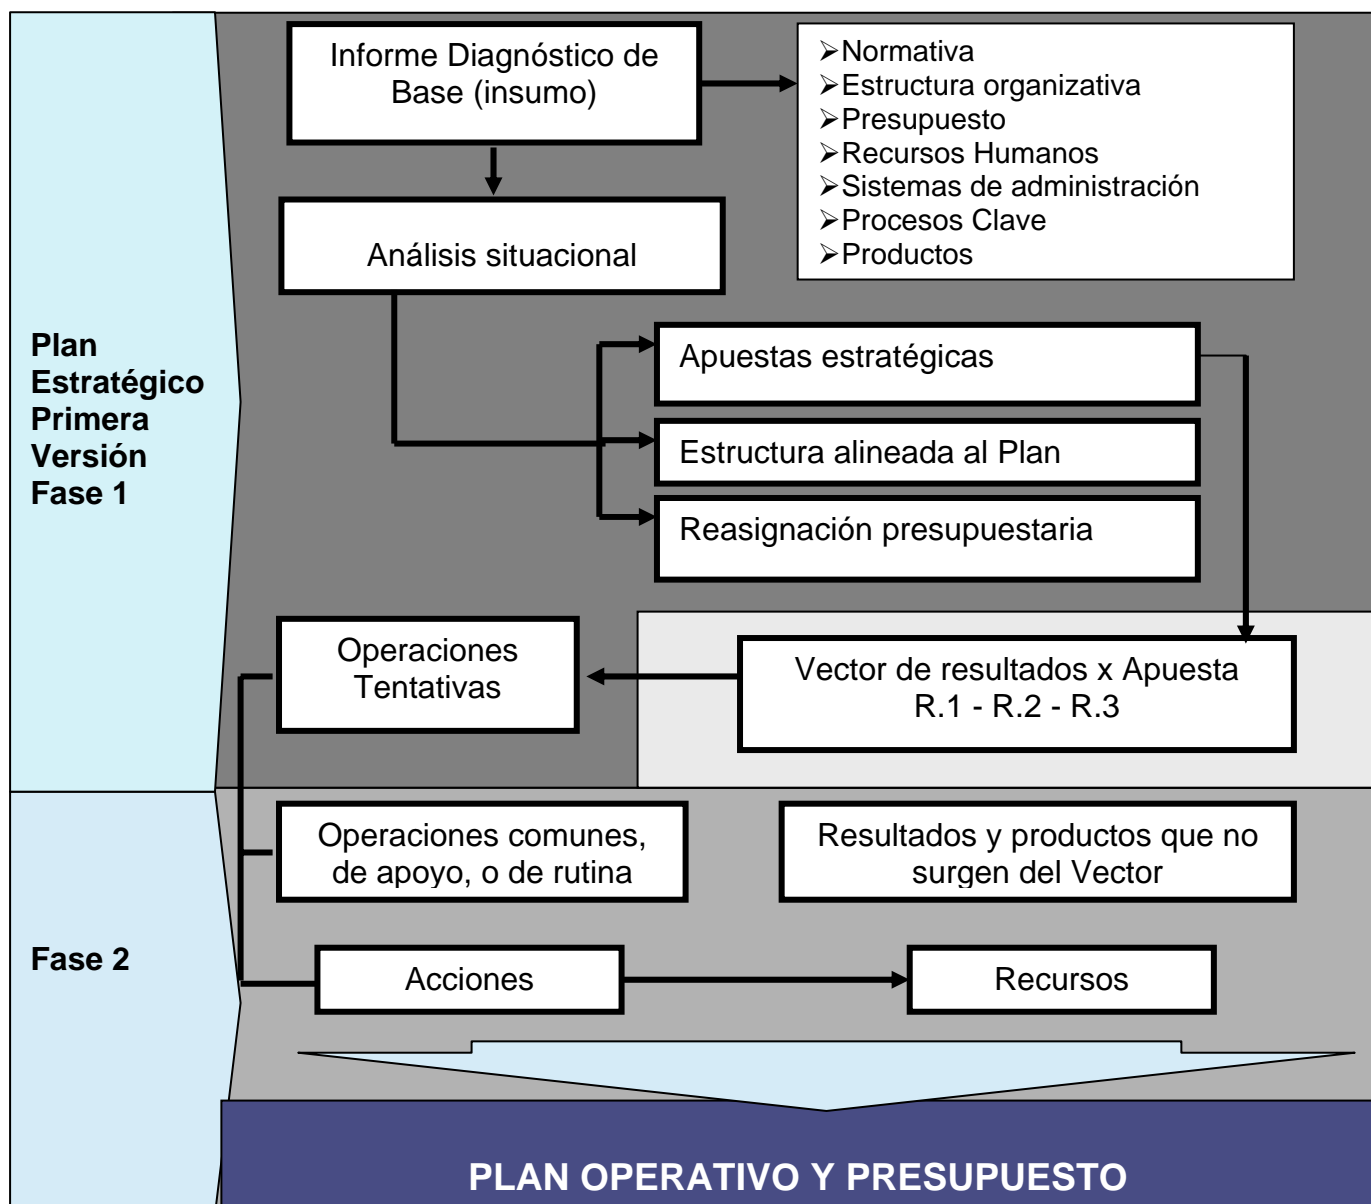 Informe Diagnóstico de
Base (insumo)
➢Normativa
➢Estructura organizativa
➢Presupuesto
➢Recursos Humanos
➢Sistemas de administración
➢Procesos Clave
➢Productos
Análisis situacional
Plan
Estratégico
Primera
Versión
Fase 1
Apuestas estratégicas
Estructura alineada al Plan
Reasignación presupuestaria
Operaciones
Tentativas
Vector de resultados x Apuesta
R.1 - R.2 - R.3
Fase 2
Operaciones comunes,
de apoyo, o de rutina
Resultados y productos que no
surgen del Vector
Acciones
Recursos
PLAN OPERATIVO Y PRESUPUESTO